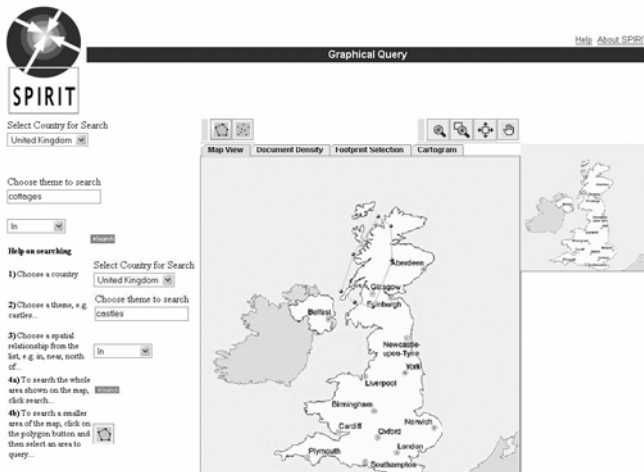 Help About SPIRIT
Graphical Query
SPIRIT
Select Country for Search
United Kingdom
Choose theme to search
cottages
In
Search
Help on searching
1) Choose a country
Select Country for Search
United Kingdom
2) Choose a theme, e.g.
castles...
Choose theme to search
castles
3) Choose a spatial
relationship from the
list, e.g. in, near, north
of...
In
4a) To search the whole
area shown on the map,
click search...
Search
4b) To search a smaller
area of the map, click on
the polygon button and
then select an area to
query...
Map View Document Density Footprint Selection Cartogram
Aberdeen
Glasgow
Edinburgh
Belfast
Newcastle-
upon-Tyne
York
Liverpool
Birmingham
Norwich
Cardiff
Oxford
London
Plymouth
Southampton